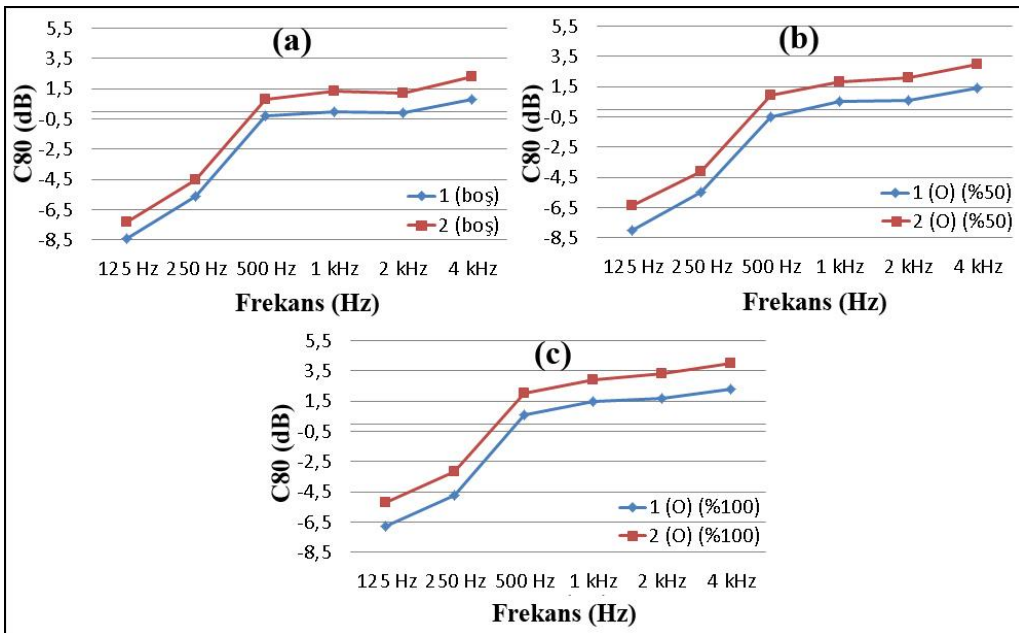 (a)
C80 (dB)
5,5
3,5
1,5
-0,5
-2,5
-4,5
-6,5
-8,5
1 (boş)
2 (boş)
125 Hz 250 Hz 500 Hz 1 kHz 2 kHz 4 kHz
Frekans (Hz)
(b)
C80 (dB)
5,5
3,5
1,5
-0,5
-2,5
-4,5
-6,5
-8,5
1 (O) (%50)
2 (O) (%50)
125 Hz 250 Hz 500 Hz 1 kHz 2 kHz 4 kHz
Frekans (Hz)
(c)
C80 (dB)
5,5
3,5
1,5
-0,5
-2,5
-4,5
-6,5
-8,5
1 (O) (%100)
2 (O) (%100)
125 Hz 250 Hz 500 Hz 1 kHz 2 kHz 4 kHz
Frekans (Hz)